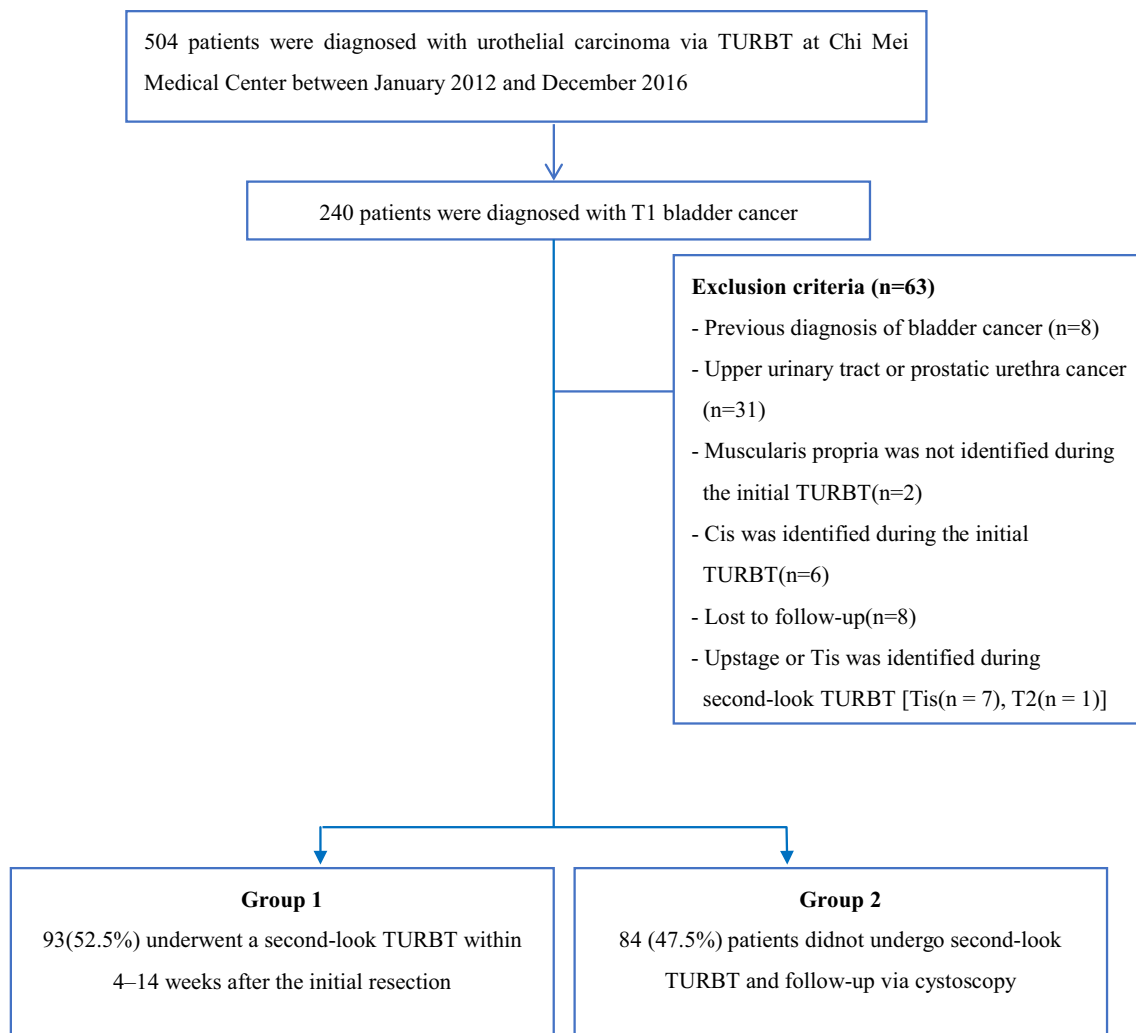 504 patients were diagnosed with urothelial carcinoma via TURBT at Chi Mei
Medical Center between January 2012 and December 2016
240 patients were diagnosed with T1 bladder cancer
Exclusion criteria (n=63)
- Previous diagnosis of bladder cancer (n=8)
- Upper urinary tract or prostatic urethra cancer
(n=31)
- Muscularis propria was not identified during
the initial TURBT(n=2)
- Cis was identified during the initial
TURBT(n=6)
- Lost to follow-up(n=8)
- Upstage or Tis was identified during
second-look TURBT [Tis(n = 7), T2(n = 1)]
Group 1
93(52.5%) underwent a second-look TURBT within
4–14 weeks after the initial resection
Group 2
84 (47.5%) patients didnot undergo second-look
TURBT and follow-up via cystoscopy